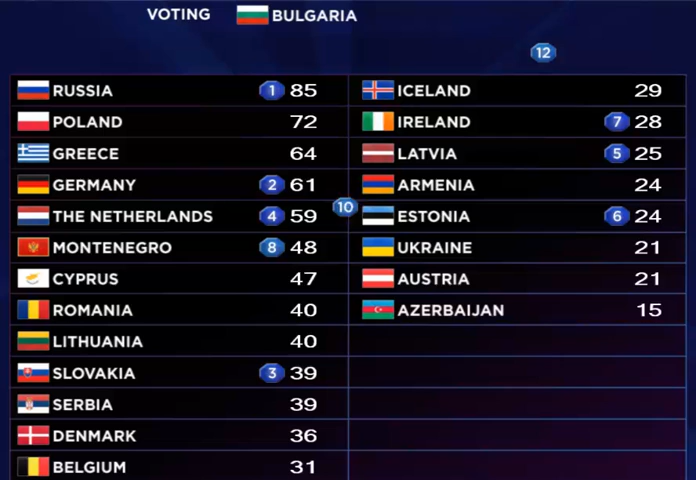 VOTING BULGARIA
12
RUSSIA 1 85
POLAND 72
GREECE 64
GERMANY 2 61
THE NETHERLANDS 4 59
10
MONTENEGRO 8 48
CYPRUS 47
ROMANIA 40
LITHUANIA 40
SLOVAKIA 3 39
SERBIA 39
DENMARK 36
BELGIUM 31
ICELAND 29
IRELAND 7 28
LATVIA 5 25
ARMENIA 24
ESTONIA 6 24
UKRAINE 21
AUSTRIA 21
AZERBAIJAN 15